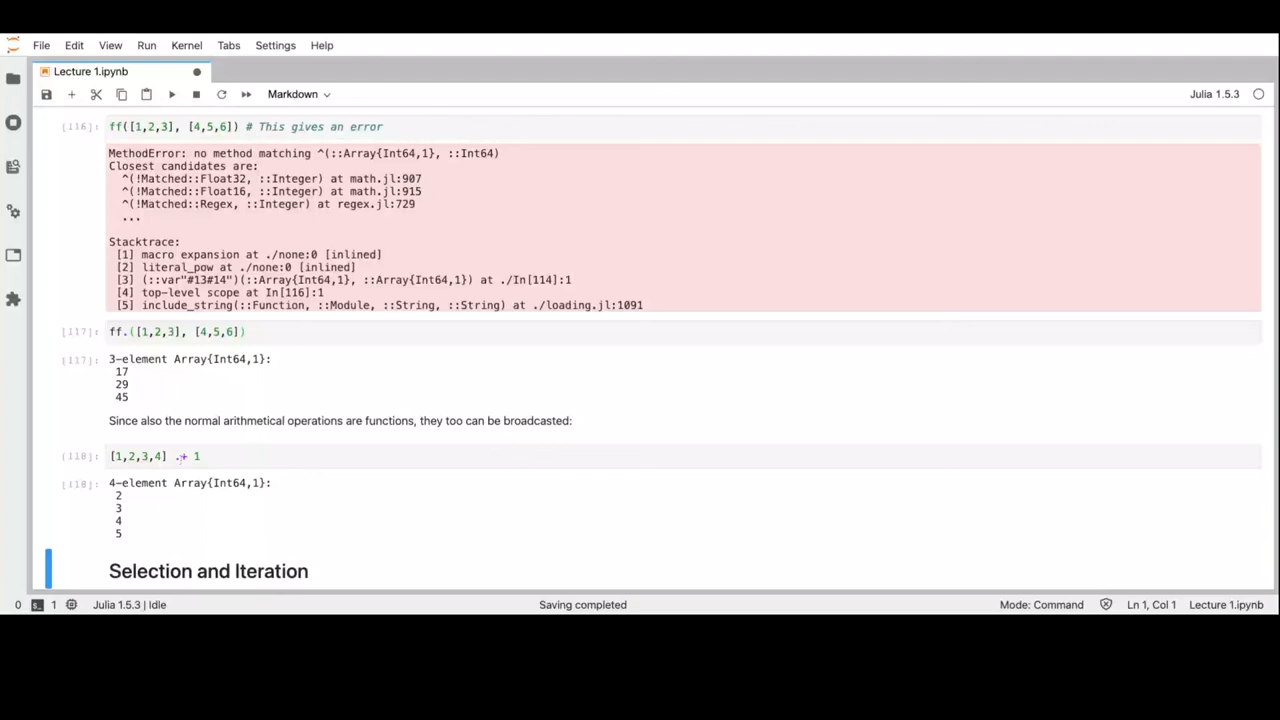 File Edit View Run Kernel Tabs Settings Help
Lecture 1.ipynb
Markdown
Julia 1.5.3
[116]: ff([1,2,3], [4,5,6]) # This gives an error
MethodError: no method matching ^(::Array{Int64,1}, ::Int64)
Closest candidates are:
^(!Matched::Float32, ::Integer) at math.jl:907
^(!Matched::Float16, ::Integer) at math.jl:915
^(!Matched::Regex, ::Integer) at regex.jl:729
...
Stacktrace:
[1] macro expansion at ./none:0 [inlined]
[2] literal_pow at ./none:0 [inlined]
[3] (::var"#13#14")(::Array{Int64,1}, ::Array{Int64,1}) at ./In[114]:1
[4] top-level scope at In[116]:1
[5] include_string(::Function, ::Module, ::String, ::String) at ./loading.jl:1091
[117]: ff.([1,2,3], [4,5,6])
[117]: 3-element Array{Int64,1}:
17
29
45
Since also the normal arithmetical operations are functions, they too can be broadcasted:
[118]: [1,2,3,4] .+ 1
[118]: 4-element Array{Int64,1}:
2
3
4
5
Selection and Iteration
0 1 Julia 1.5.3 | Idle Saving completed Mode: Command Ln 1, Col 1 Lecture 1.ipynb